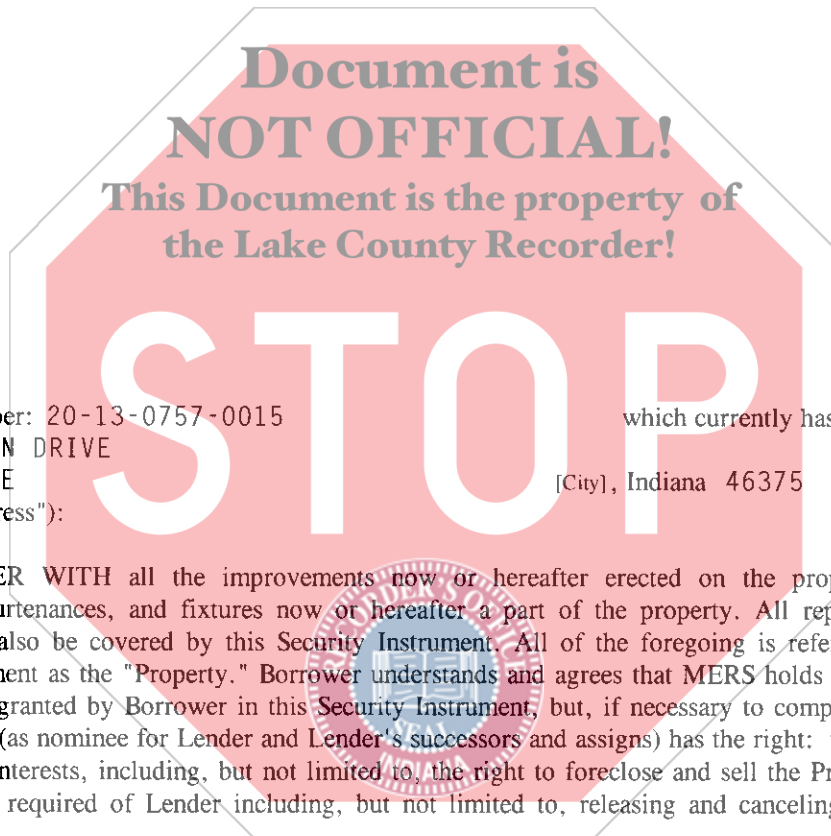 Document is
NOT OFFICIAL!
This Document is the property of
the Lake County Recorder!
STOP
er: 20-13-0757-0015 which currently has
N DRIVE
E [City], Indiana 46375
ress"):
ER WITH all the improvements now or hereafter erected on the prop
urtenances, and fixtures now or hereafter a part of the property. All rep
also be covered by this Security Instrument. All of the foregoing is refe
ent as the "Property." Borrower understands and agrees that MERS holds
granted by Borrower in this Security Instrument, but, if necessary to comp
(as nominee for Lender and Lender's successors and assigns) has the right:
nterests, including, but not limited to, the right to foreclose and sell the Pr
required of Lender including, but not limited to, releasing and canceling
RECORDER'S OFFICE
SEAL
INDIANA